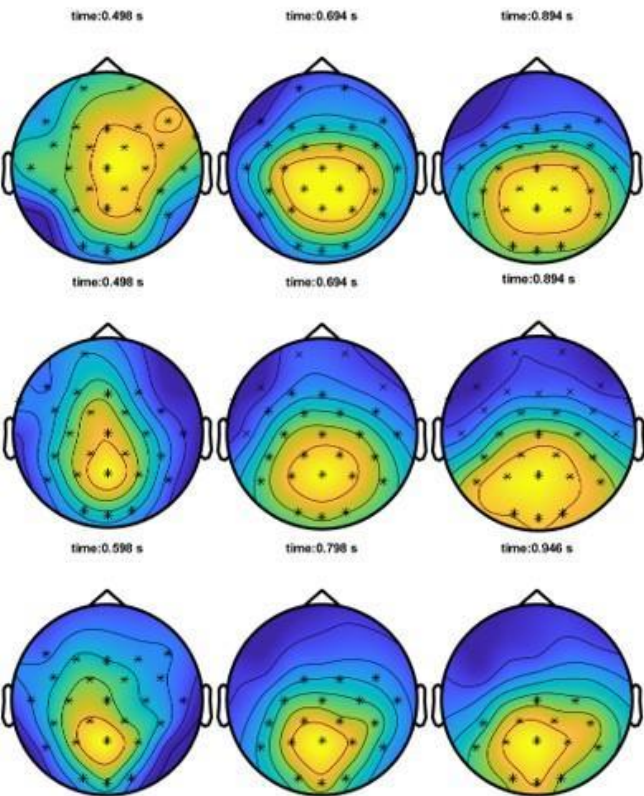 time:0.498 s
time:0.694 s
time:0.894 s
time:0.498 s
time:0.694 s
time:0.894 s
time:0.598 s
time:0.798 s
time:0.946 s